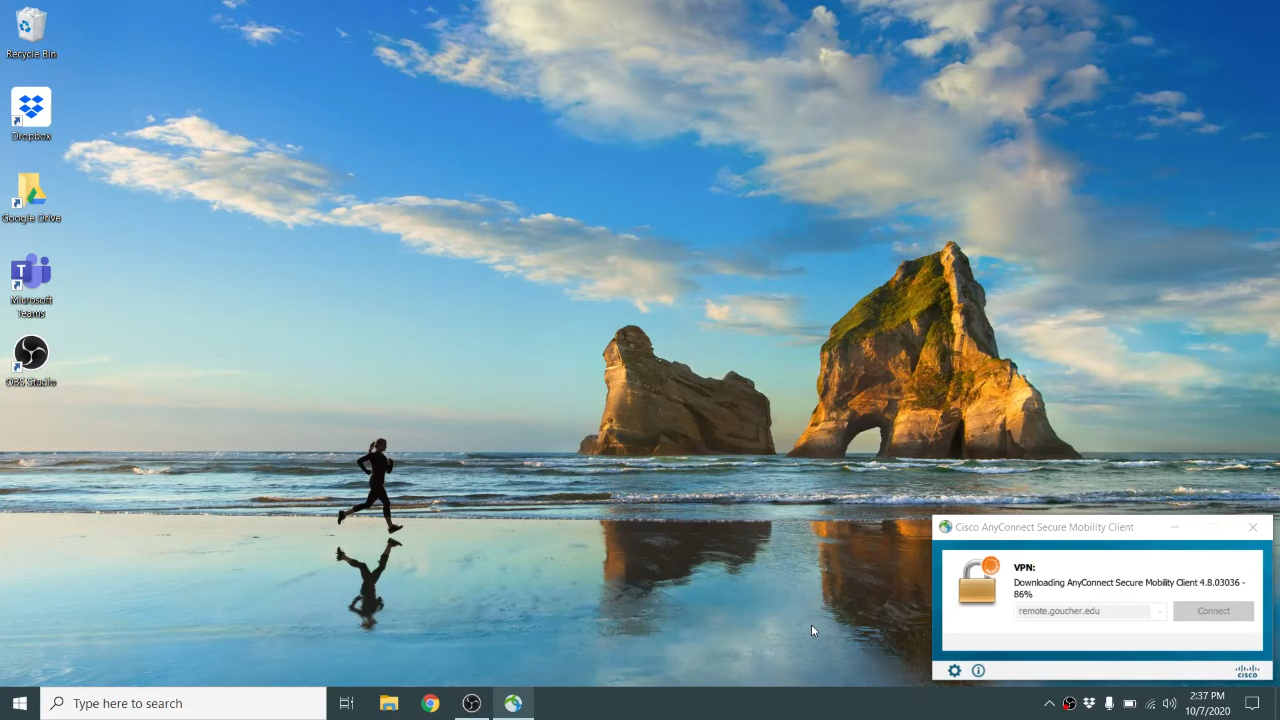 Recycle Bin
Dropbox
Google Drive
T
Microsoft
Teams
OBS Studio
Cisco AnyConnect Secure Mobility Client
VPN:
Downloading AnyConnect Secure Mobility Client 4.8.03036 -
86%
remote.goucher.edu
Connect
CISCO
Type here to search
2:37 PM
10/7/2020